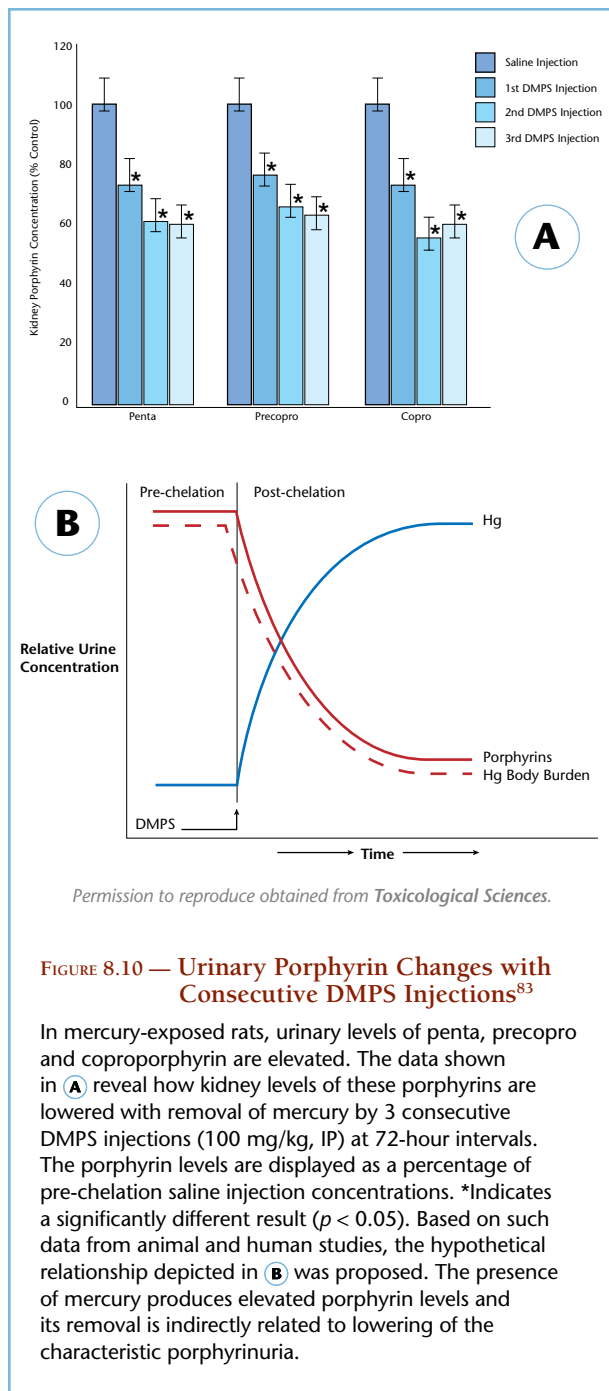 120
100
80
60
40
20
0
Kidney Porphyrin Concentration (% Control)
Saline Injection
1st DMPS Injection
2nd DMPS Injection
3rd DMPS Injection
A
* * *
* * *
* * *
Penta Precopro Copro
B
Pre-chelation Post-chelation
Hg
Relative Urine
Concentration
Porphyrins
Hg Body Burden
DMPS
Time
Permission to reproduce obtained from Toxicological Sciences.
FIGURE 8.10 — Urinary Porphyrin Changes with
Consecutive DMPS Injections83
In mercury-exposed rats, urinary levels of penta, precopro
and coproporphyrin are elevated. The data shown
in A reveal how kidney levels of these porphyrins are
lowered with removal of mercury by 3 consecutive
DMPS injections (100 mg/kg, IP) at 72-hour intervals.
The porphyrin levels are displayed as a percentage of
pre-chelation saline injection concentrations. *Indicates
a significantly different result (p < 0.05). Based on such
data from animal and human studies, the hypothetical
relationship depicted in B was proposed. The presence
of mercury produces elevated porphyrin levels and
its removal is indirectly related to lowering of the
characteristic porphyrinuria.